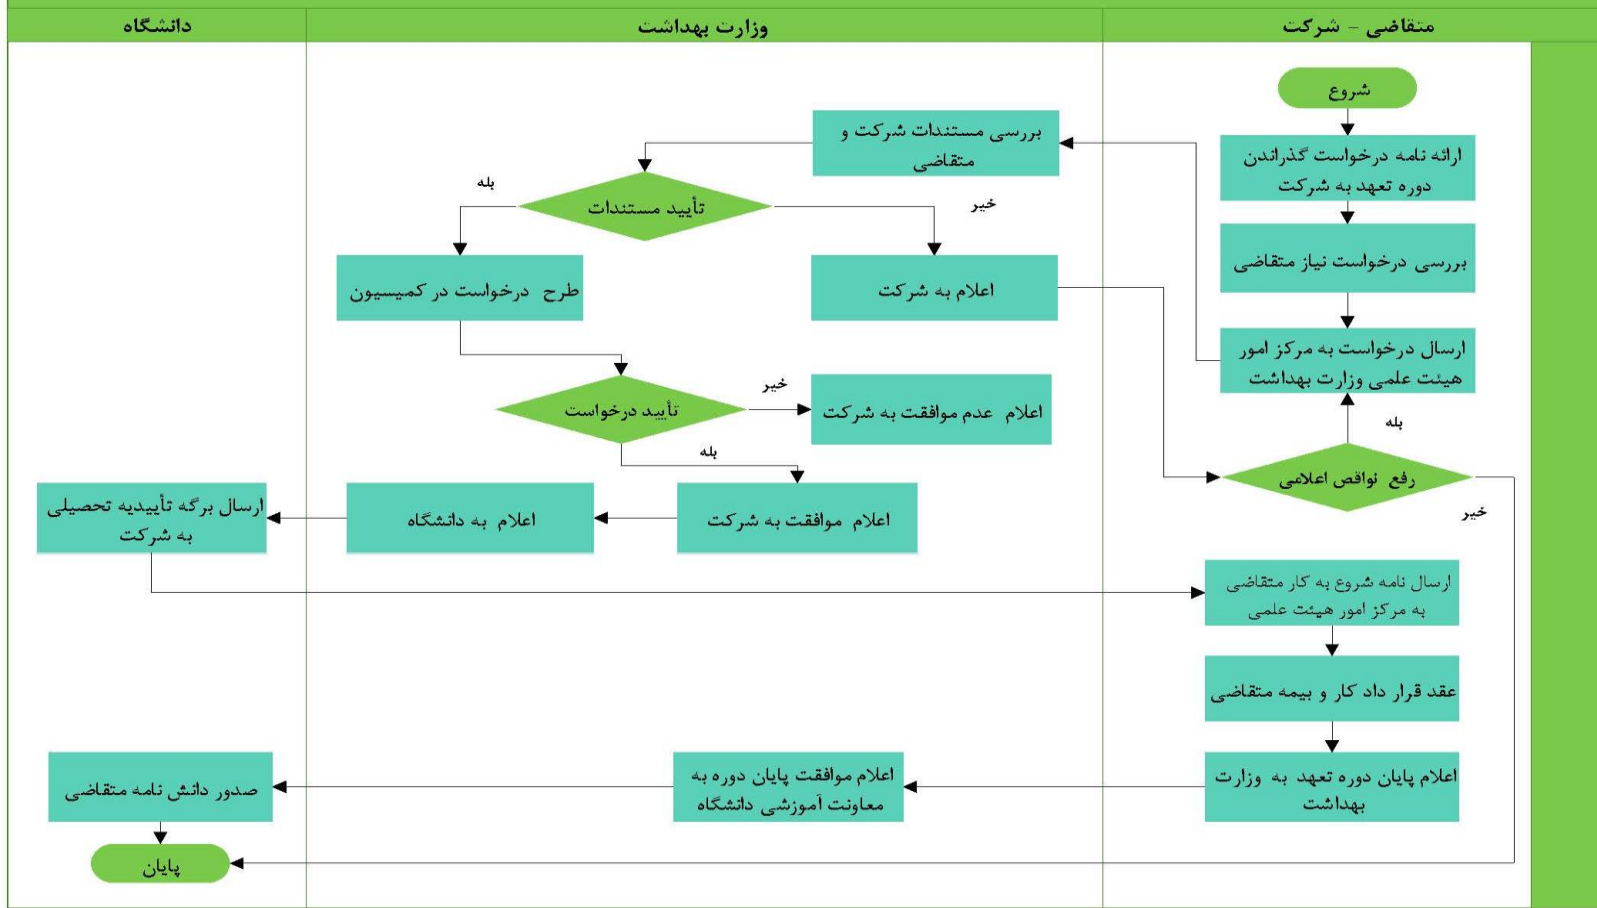 متقاضی - شرکت
وزارت بهداشت
دانشگاه
شروع
ارائه نامه درخواست گذراندن
دوره تعهد به شرکت
بررسی درخواست نیاز متقاضی
ارسال درخواست به مرکز امور
هیئت علمی وزارت بهداشت
بله
رفع نواقص اعلامی
خیر
بررسی مستندات شرکت و
متقاضی
تأیید مستندات
بله
خیر
اعلام به شرکت
طرح درخواست در کمیسیون
تأیید درخواست
خیر
اعلام عدم موافقت به شرکت
بله
اعلام موافقت به شرکت
اعلام به دانشگاه
ارسال برگه تأییدیه تحصیلی
به شرکت
ارسال نامه شروع به کار متقاضی
به مرکز امور هیئت علمی
عقد قرار داد کار و بیمه متقاضی
اعلام پایان دوره تعهد به وزارت
بهداشت
اعلام موافقت پایان دوره به
معاونت آموزشی دانشگاه
صدور دانش نامه متقاضی
پایان